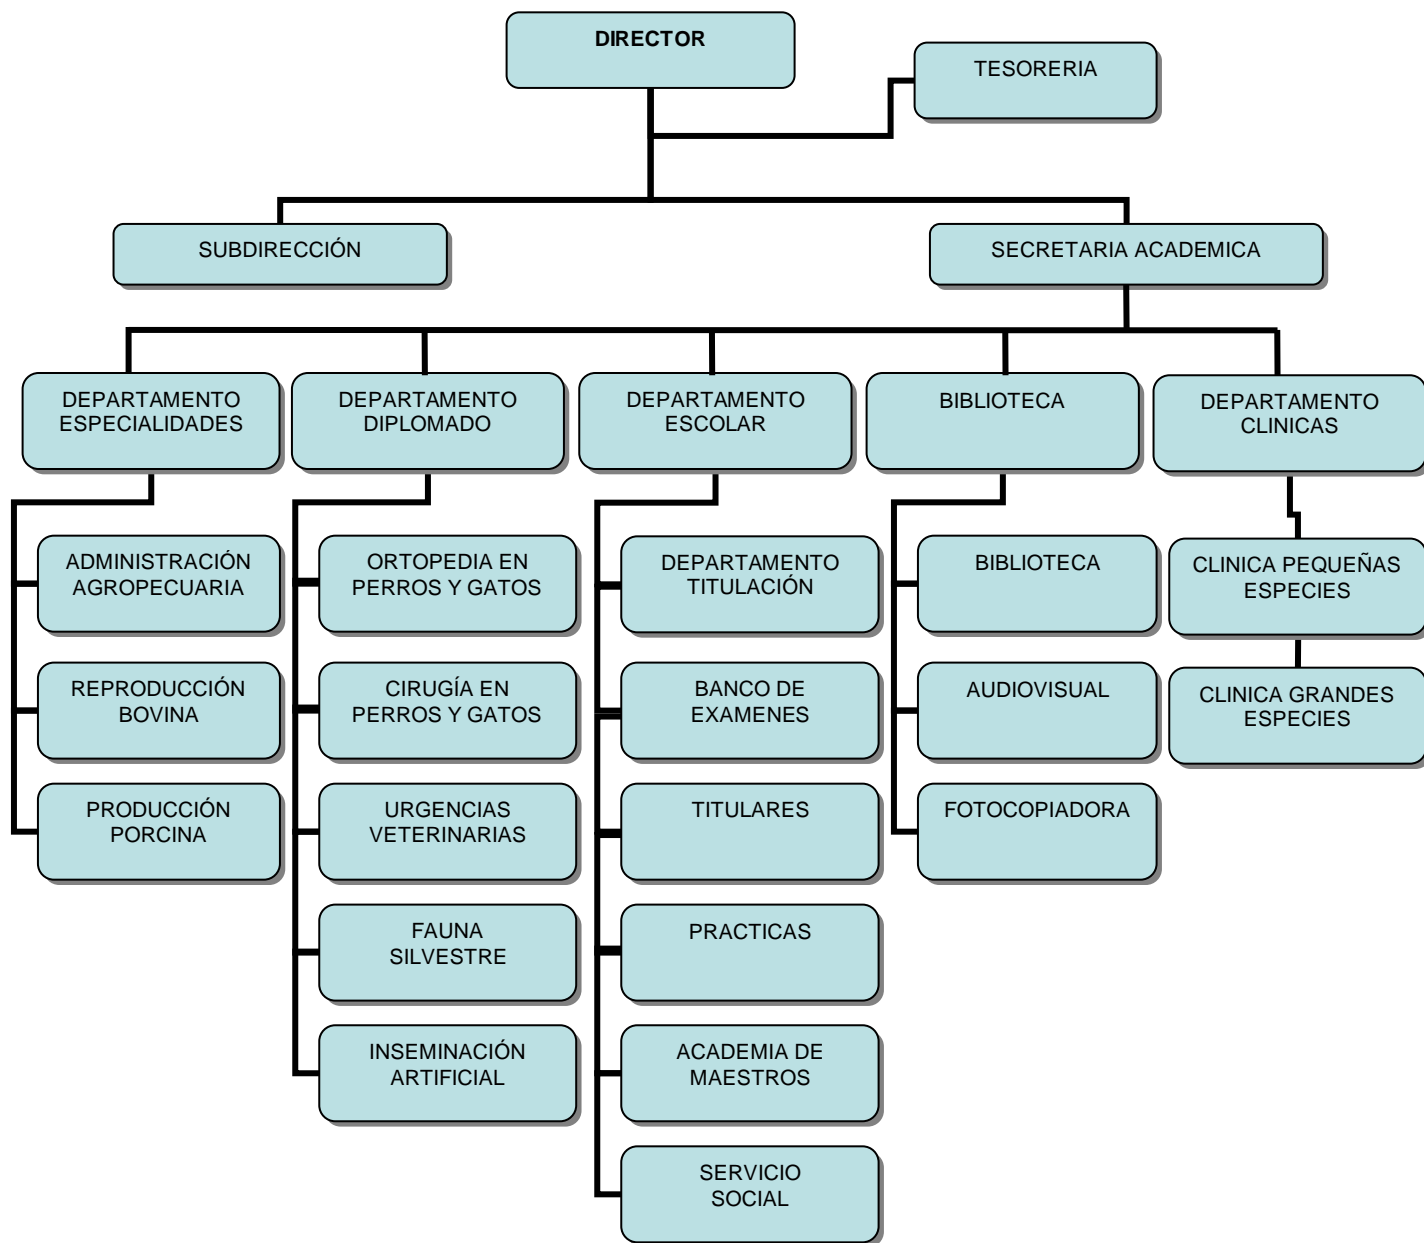 DIRECTOR
TESORERIA
SUBDIRECCIÓN
SECRETARIA ACADEMICA
DEPARTAMENTO
ESPECIALIDADES
DEPARTAMENTO
DIPLOMADO
DEPARTAMENTO
ESCOLAR
BIBLIOTECA
DEPARTAMENTO
CLINICAS
ADMINISTRACIÓN
AGROPECUARIA
REPRODUCCIÓN
BOVINA
PRODUCCIÓN
PORCINA
ORTOPEDIA EN
PERROS Y GATOS
CIRUGÍA EN
PERROS Y GATOS
URGENCIAS
VETERINARIAS
FAUNA
SILVESTRE
INSEMINACIÓN
ARTIFICIAL
DEPARTAMENTO
TITULACIÓN
BANCO DE
EXAMENES
TITULARES
PRACTICAS
ACADEMIA DE
MAESTROS
SERVICIO
SOCIAL
BIBLIOTECA
AUDIOVISUAL
FOTOCOPIADORA
CLINICA PEQUEÑAS
ESPECIES
CLINICA GRANDES
ESPECIES